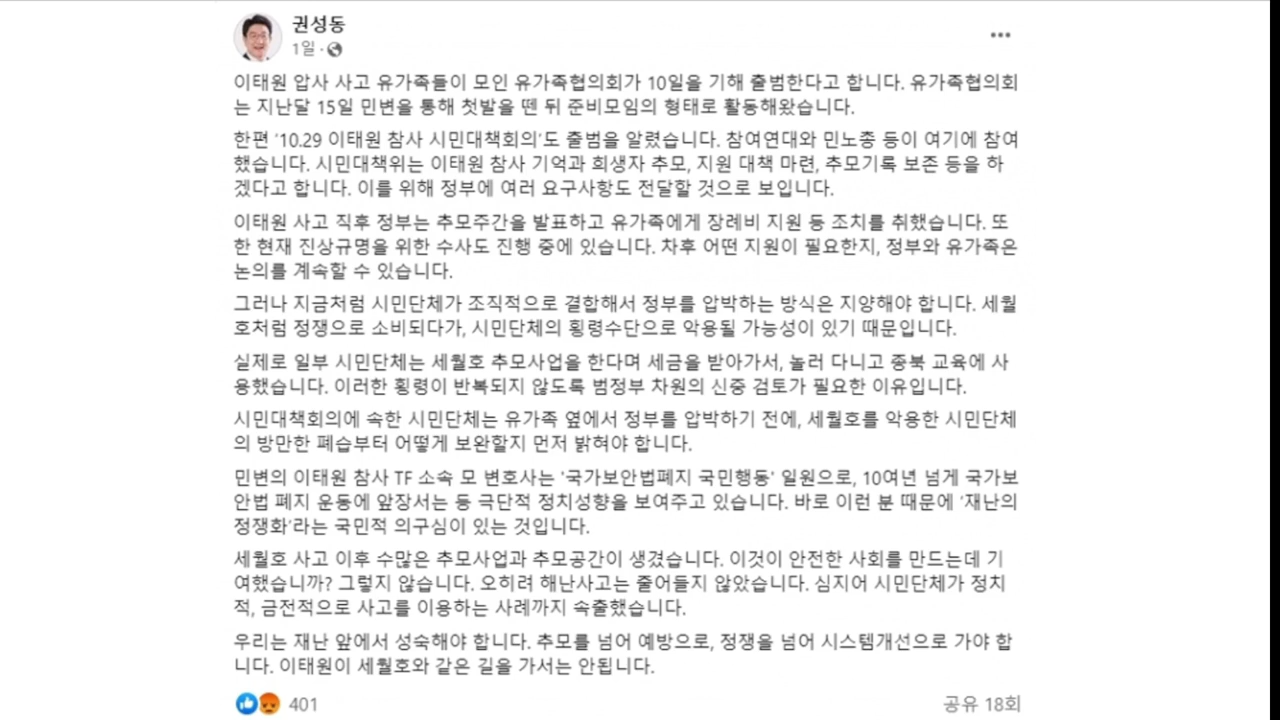 권성동
1일 ·
이태원 압사 사고 유가족들이 모인 유가족협의회가 10일을 기해 출범한다고 합니다. 유가족협의회
는 지난달 15일 민변을 통해 첫발을 뗀 뒤 준비모임의 형태로 활동해왔습니다.
한편 '10.29 이태원 참사 시민대책회의'도 출범을 알렸습니다. 참여연대와 민노총 등이 여기에 참여
했습니다. 시민대책위는 이태원 참사 기억과 희생자 추모, 지원 대책 마련, 추모기록 보존 등을 하
겠다고 합니다. 이를 위해 정부에 여러 요구사항도 전달할 것으로 보입니다.
이태원 사고 직후 정부는 추모주간을 발표하고 유가족에게 장례비 지원 등 조치를 취했습니다. 또
한 현재 진상규명을 위한 수사도 진행 중에 있습니다. 차후 어떤 지원이 필요한지, 정부와 유가족은
논의를 계속할 수 있습니다.
그러나 지금처럼 시민단체가 조직적으로 결합해서 정부를 압박하는 방식은 지양해야 합니다. 세월
호처럼 정쟁으로 소비되다가, 시민단체의 횡령수단으로 악용될 가능성이 있기 때문입니다.
실제로 일부 시민단체는 세월호 추모사업을 한다며 세금을 받아가서, 놀러 다니고 종북 교육에 사
용했습니다. 이러한 횡령이 반복되지 않도록 범정부 차원의 신중 검토가 필요한 이유입니다.
시민대책회의에 속한 시민단체는 유가족 옆에서 정부를 압박하기 전에, 세월호를 악용한 시민단체
의 방만한 폐습부터 어떻게 보완할지 먼저 밝혀야 합니다.
민변의 이태원 참사 TF 소속 모 변호사는 '국가보안법폐지 국민행동' 일원으로, 10여년 넘게 국가보
안법 폐지 운동에 앞장서는 등 극단적 정치성향을 보여주고 있습니다. 바로 이런 분 때문에 '재난의
정쟁화'라는 국민적 의구심이 있는 것입니다.
세월호 사고 이후 수많은 추모사업과 추모공간이 생겼습니다. 이것이 안전한 사회를 만드는데 기
여했습니까? 그렇지 않습니다. 오히려 해난사고는 줄어들지 않았습니다. 심지어 시민단체가 정치
적, 금전적으로 사고를 이용하는 사례까지 속출했습니다.
우리는 재난 앞에서 성숙해야 합니다. 추모를 넘어 예방으로, 정쟁을 넘어 시스템개선으로 가야 합
니다. 이태원이 세월호와 같은 길을 가서는 안됩니다.
401
공유 18회